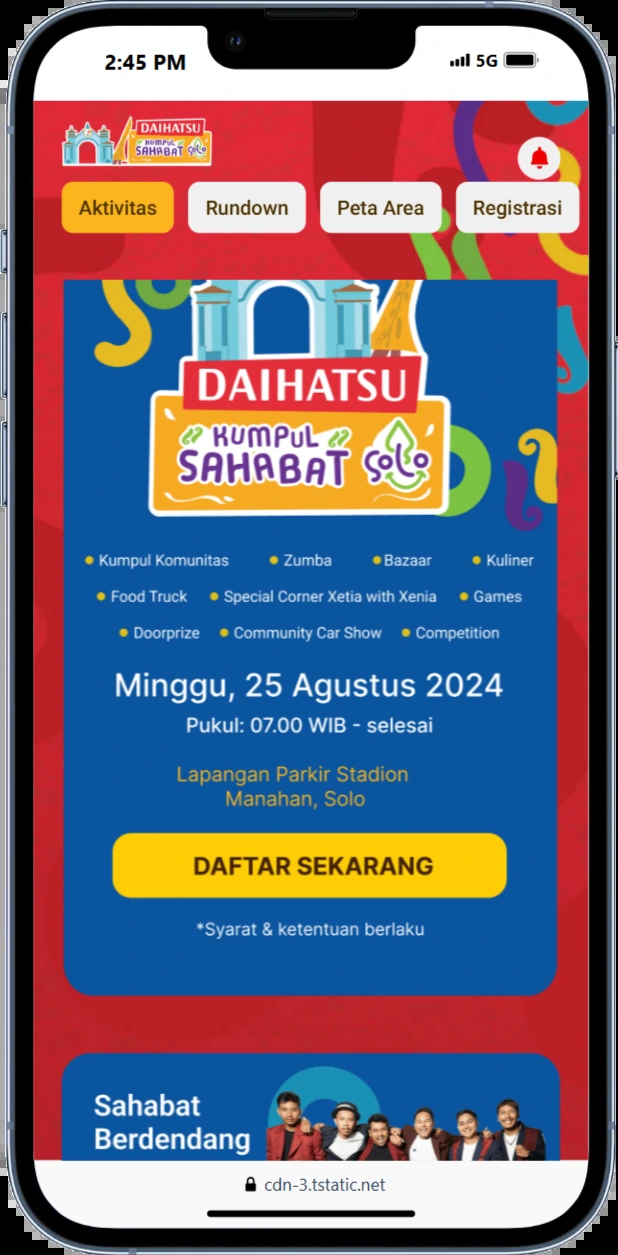 2:45 PM
5G
DAIHATSU
KUMPUL
SAHABAT Solo
Aktivitas
Rundown
Peta Area
Registrasi
DAIHATSU
KUMPUL
SAHABAT Solo
Kumpul Komunitas
Zumba
Bazaar
Kuliner
Food Truck
Special Corner Xetia with Xenia
Games
Doorprize
Community Car Show
Competition
Minggu, 25 Agustus 2024
Pukul: 07.00 WIB - selesai
Lapangan Parkir Stadion
Manahan, Solo
DAFTAR SEKARANG
*Syarat & ketentuan berlaku
Sahabat
Berdendang
cdn-3.tstatic.net